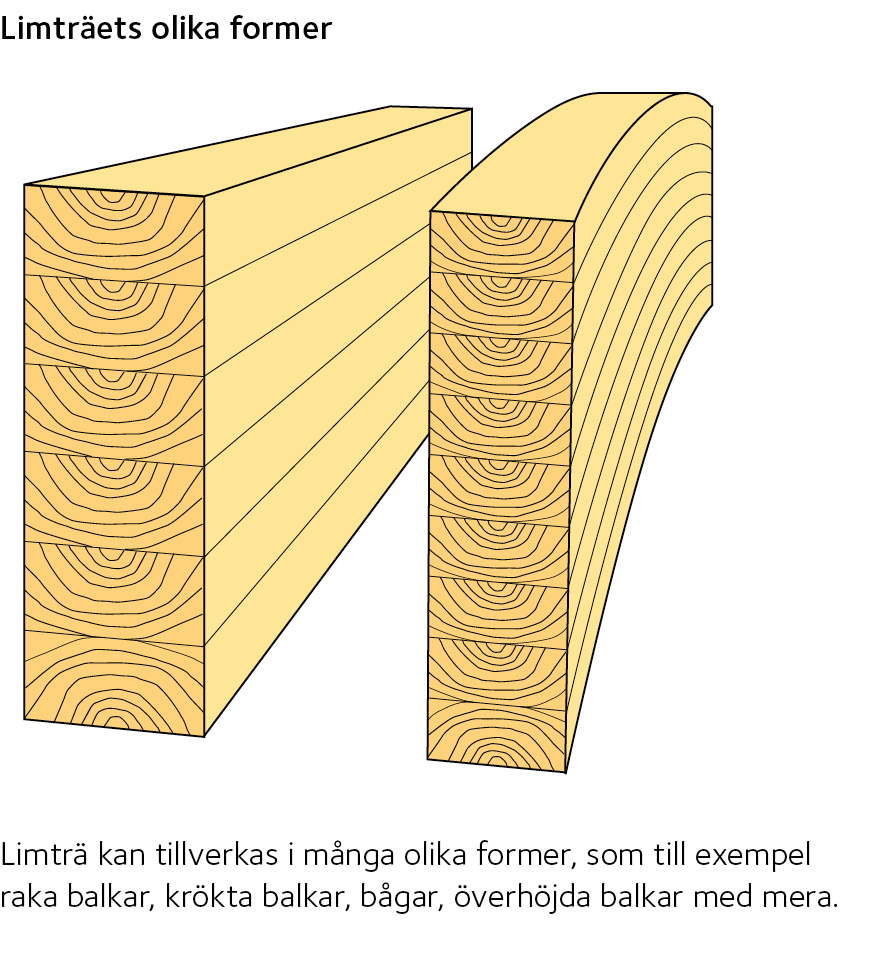 Limträets olika former
Limträ kan tillverkas i många olika former, som till exempel
raka balkar, krökta balkar, bågar, överhöjda balkar med mera.